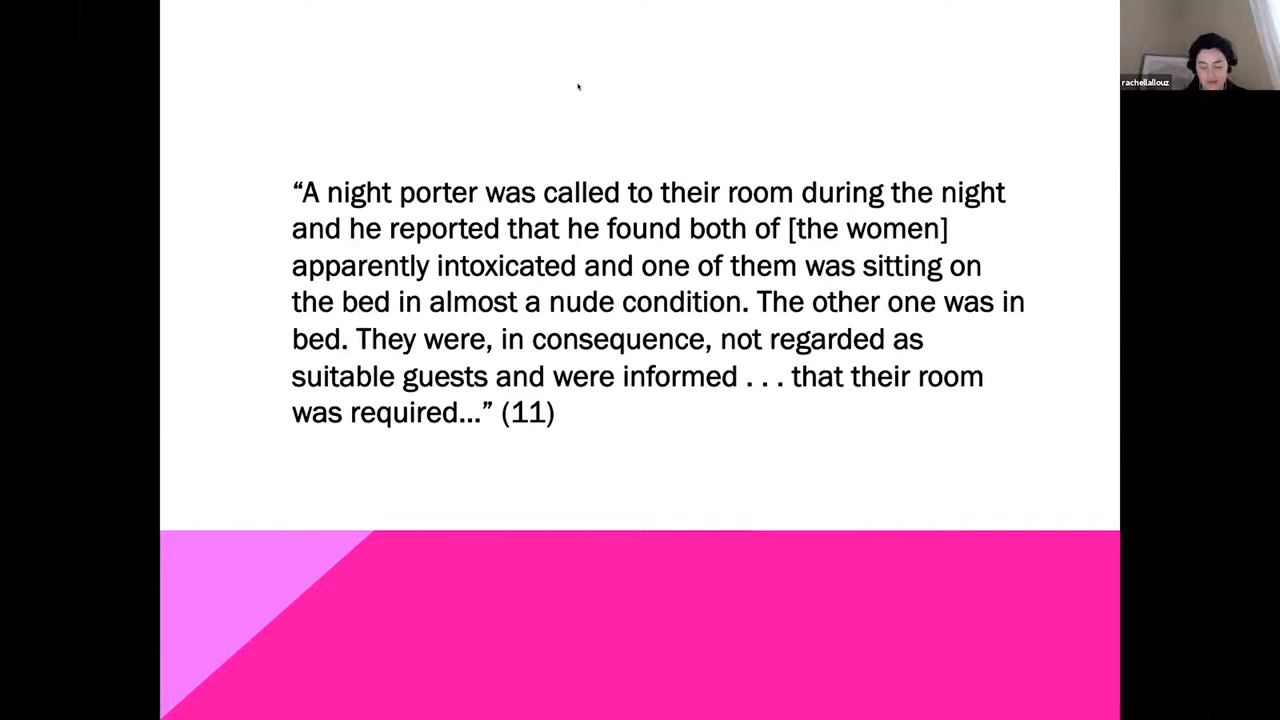 rachellallouz
“A night porter was called to their room during the night
and he reported that he found both of [the women]
apparently intoxicated and one of them was sitting on
the bed in almost a nude condition. The other one was in
bed. They were, in consequence, not regarded as
suitable guests and were informed . . . that their room
was required...” (11)